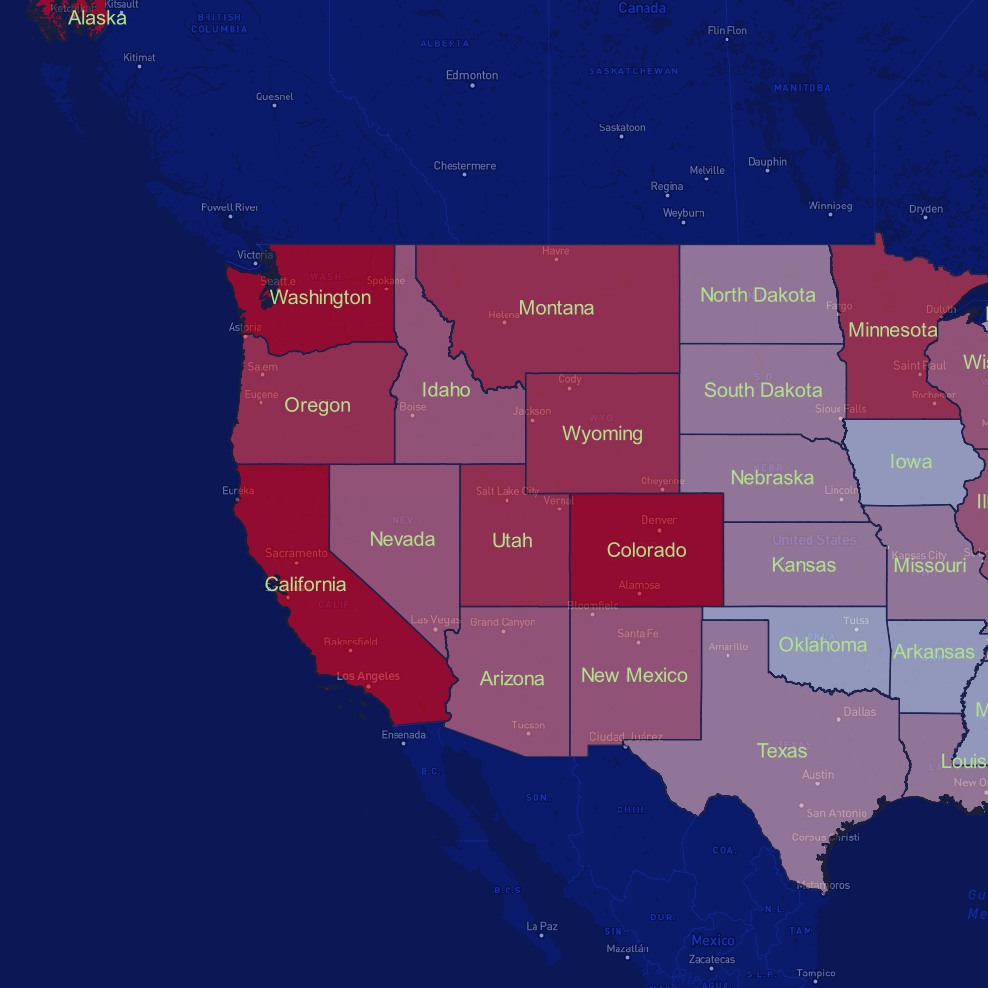 Ketchikan
Kitsault
Alaska
BRITISH
COLUMBIA
Canada
Flin Flon
ALBERTA
Kitimat
SASKATCHEWAN
Edmonton
MANITOBA
Quesnel
Saskatoon
Chestermere
Dauphin
Melville
Regina
Powell River
Winnipeg
Weyburn
Dryden
Victoria
Havre
WASH
Seattle
Spokane
Washington
North Dakota
Fargo
Montana
Duluth
Helena
Astoria
Minnesota
Salem
Saint Paul
Wis
S.D.
Cody
Idaho
South Dakota
Eugene
Rochester
Oregon
Boise
Jackson
Sioux Falls
WYO
Wyoming
Iowa
NEBR
Nebraska
Cheyenne
Eureka
Salt Lake City
Lincoln
Vernal
Ill
NEV
Denver
Nevada
Utah
United States
Colorado
Sacramento
Kansas City
Kansas
Missouri
California
Alamosa
CALIF
Bloomfield
Las Vegas
Grand Canyon
Tulsa
Santa Fe
Bakersfield
Amarillo
Oklahoma
Arkansas
Los Angeles
Arizona
New Mexico
M
Dallas
Tucson
Ensenada
Ciudad Juárez
Texas
Louis
B.C.
Austin
New O
SON.
CHIH.
San Antonio
Corpus Christi
COA.
Matamoros
B.C.S.
Gu
Me
La Paz
DUR.
N.L.
SIN.
TAM
Mexico
Mazatlán
Zacatecas
Tampico
S.L.P.
AGUA